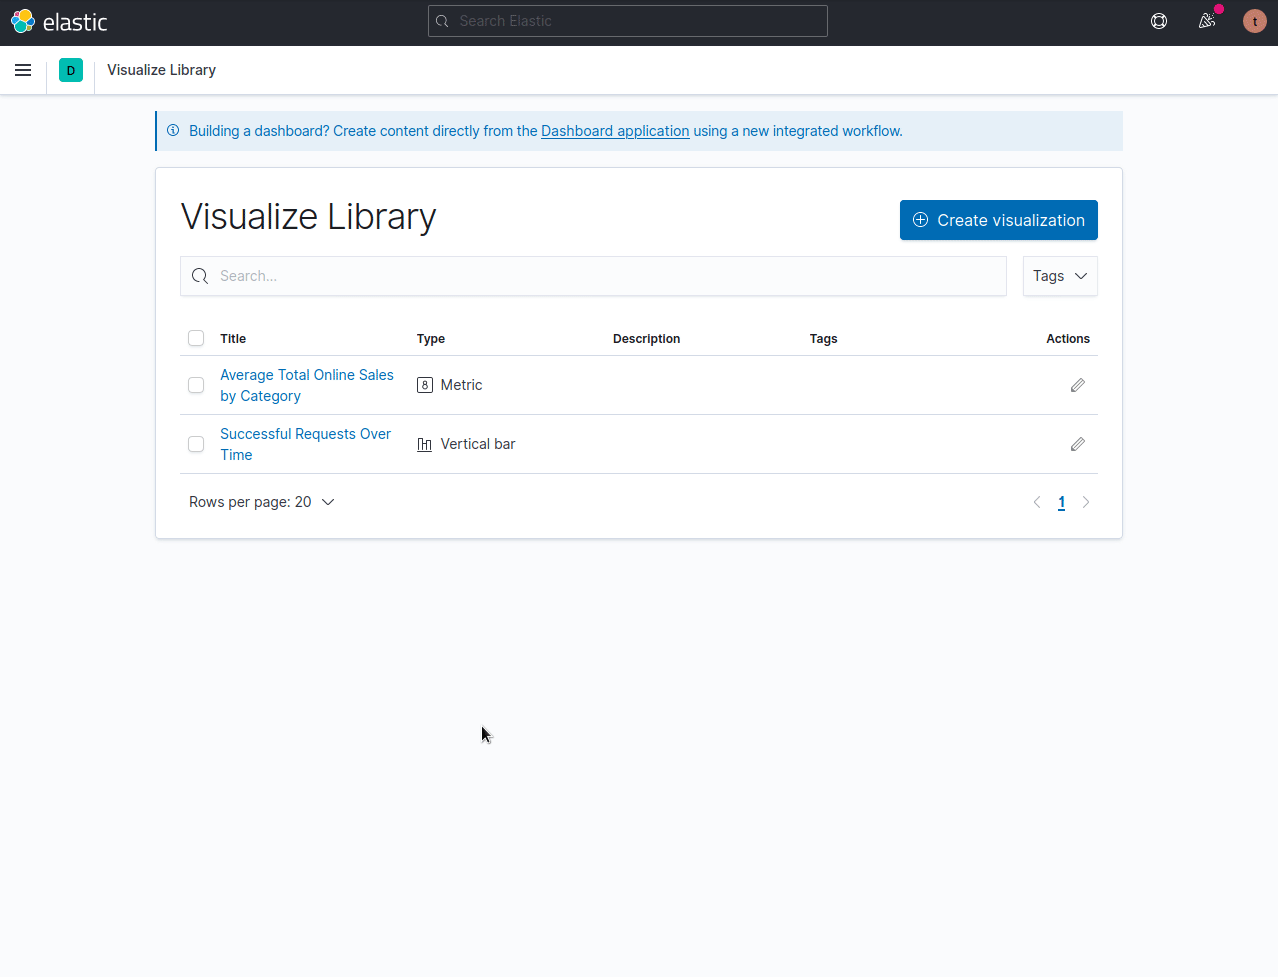 elastic
Search Elastic
t
D
Visualize Library
Building a dashboard? Create content directly from the Dashboard application using a new integrated workflow.
Visualize Library
Create visualization
Search...
Tags
Title Type Description Tags Actions
Average Total Online Sales
by Category
8 Metric
Successful Requests Over
Time
Vertical bar
Rows per page: 20
1